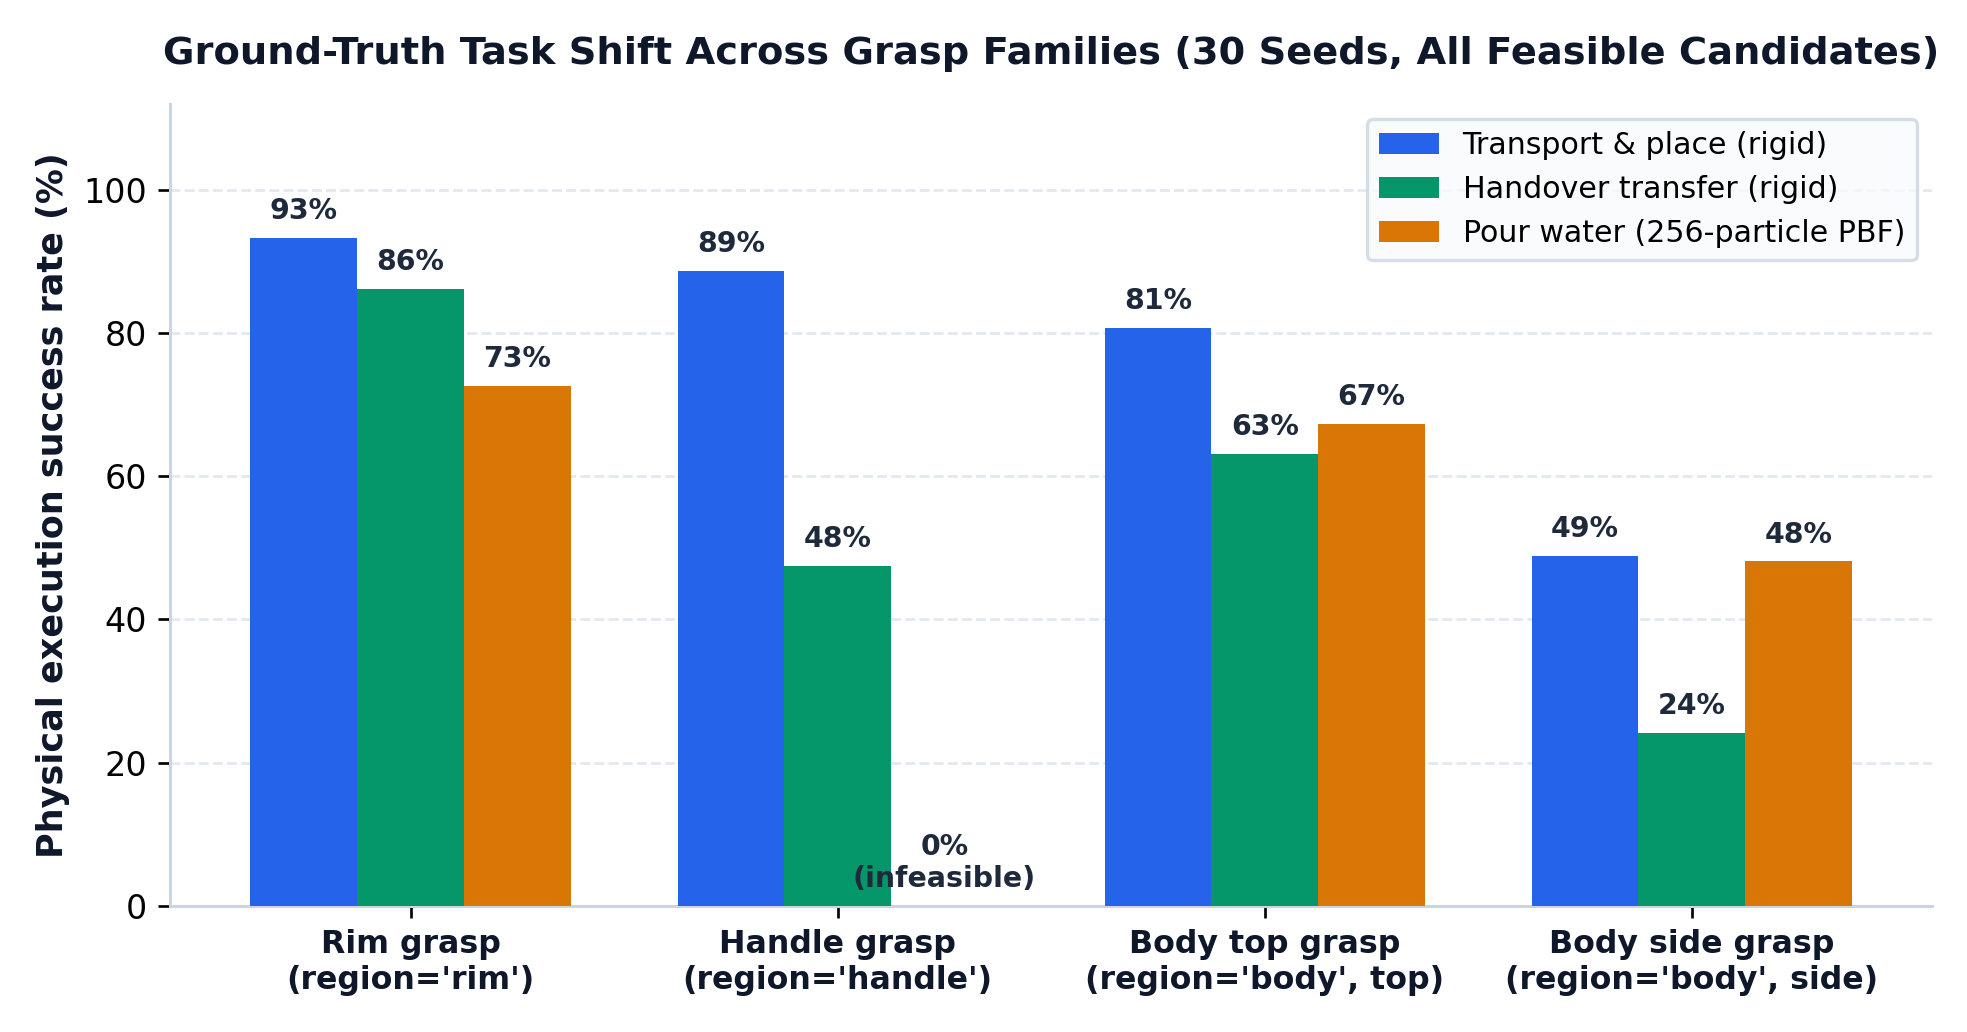 Ground-Truth Task Shift Across Grasp Families (30 Seeds, All Feasible Candidates)
Physical execution success rate (%)
100
80
60
40
20
0
Transport & place (rigid)
Handover transfer (rigid)
Pour water (256-particle PBF)
93%
86%
73%
89%
48%
0%
(infeasible)
81%
63%
67%
49%
24%
48%
Rim grasp
(region='rim')
Handle grasp
(region='handle')
Body top grasp
(region='body', top)
Body side grasp
(region='body', side)